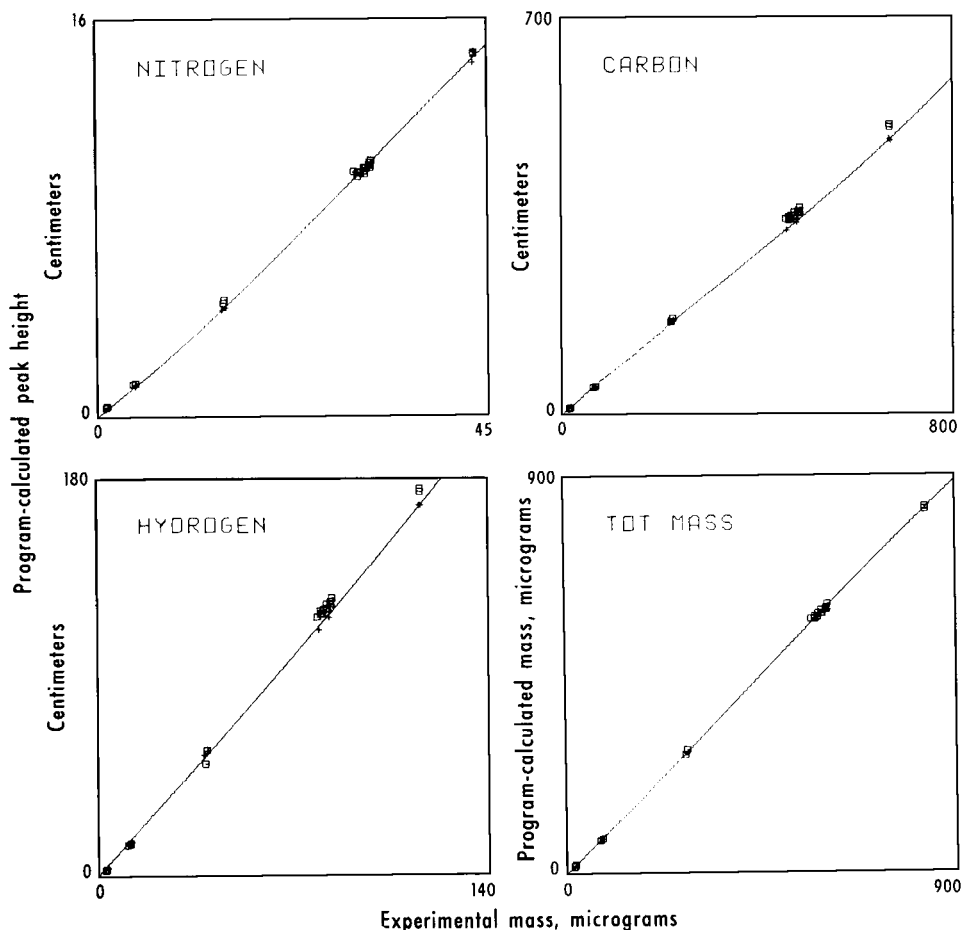 16
NITROGEN
Centimeters
0
0
45
700
CARBON
Centimeters
0
0
800
Program-calculated peak height
180
HYDROGEN
Centimeters
0
0
140
900
TOT MASS
Program-calculated mass, micrograms
0
0
900
Experimental mass, micrograms